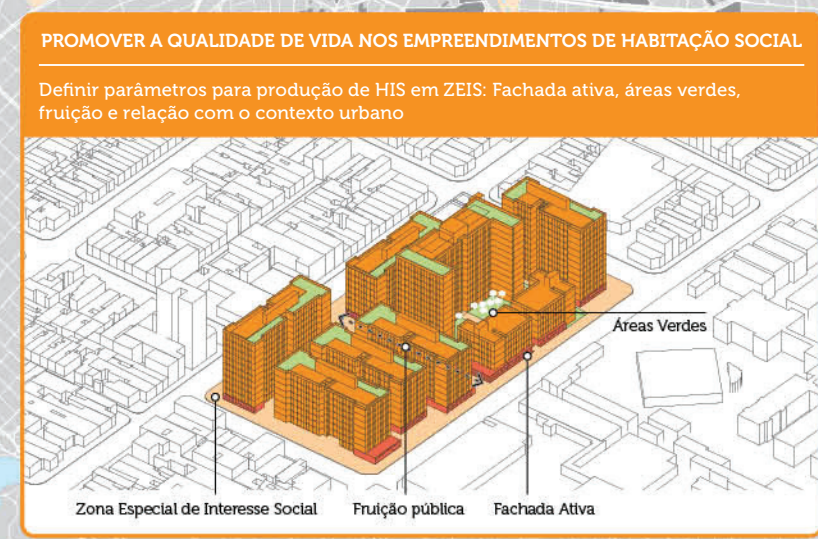 PROMOVER A QUALIDADE DE VIDA NOS EMPREENDIMENTOS DE HABITAÇÃO SOCIAL
Definir parâmetros para produção de HIS em ZEIS: Fachada ativa, áreas verdes,
fruição e relação com o contexto urbano
Áreas Verdes
Zona Especial de Interesse Social
Fruição pública
Fachada Ativa